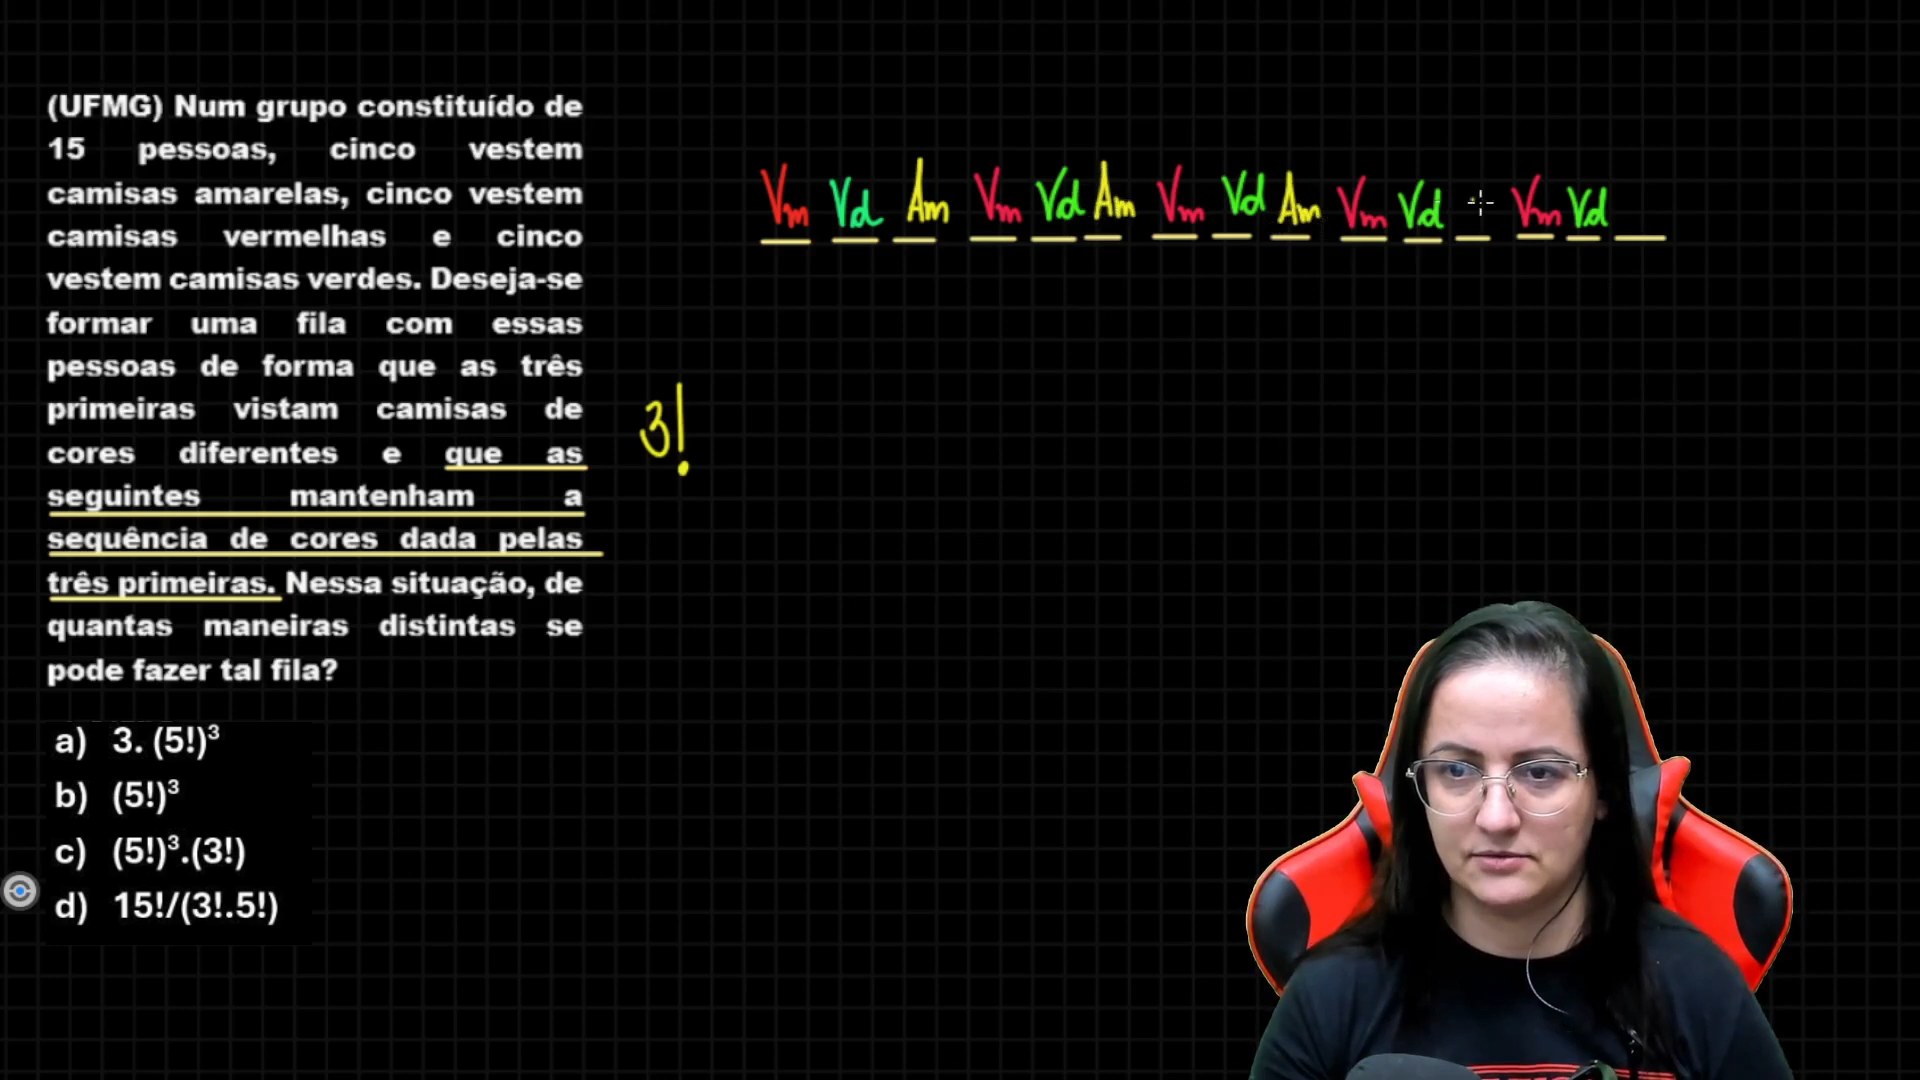 (UFMG) Num grupo constituído de
15 pessoas, cinco vestem
camisas amarelas, cinco vestem
camisas vermelhas e cinco
vestem camisas verdes. Deseja-se
formar uma fila com essas
pessoas de forma que as três
primeiras vistam camisas de
cores diferentes e que as
seguintes mantenham a
sequência de cores dada pelas
três primeiras. Nessa situação, de
quantas maneiras distintas se
pode fazer tal fila?
a) 3. (5!)³
b) (5!)³
c) (5!)³.(3!)
d) 15!/(3!.5!)
Vm Vd Am Vm Vd Am Vm Vd Am Vm Vd Vm Vd
3!